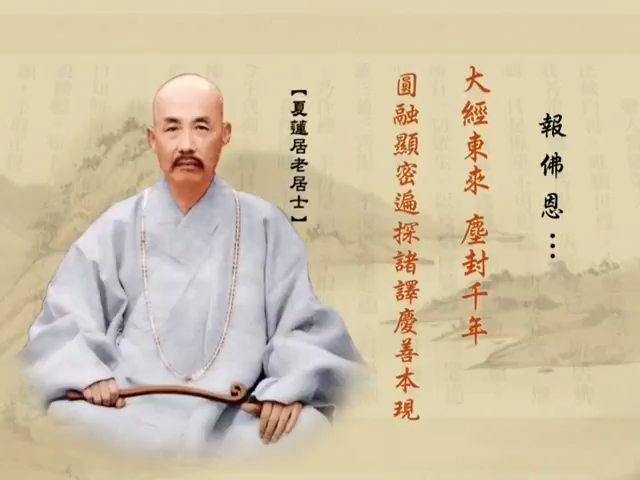 報佛恩…
大經東來 塵封千年
圓融顯密遍探諸譯慶善本現
【夏蓮居老居士】